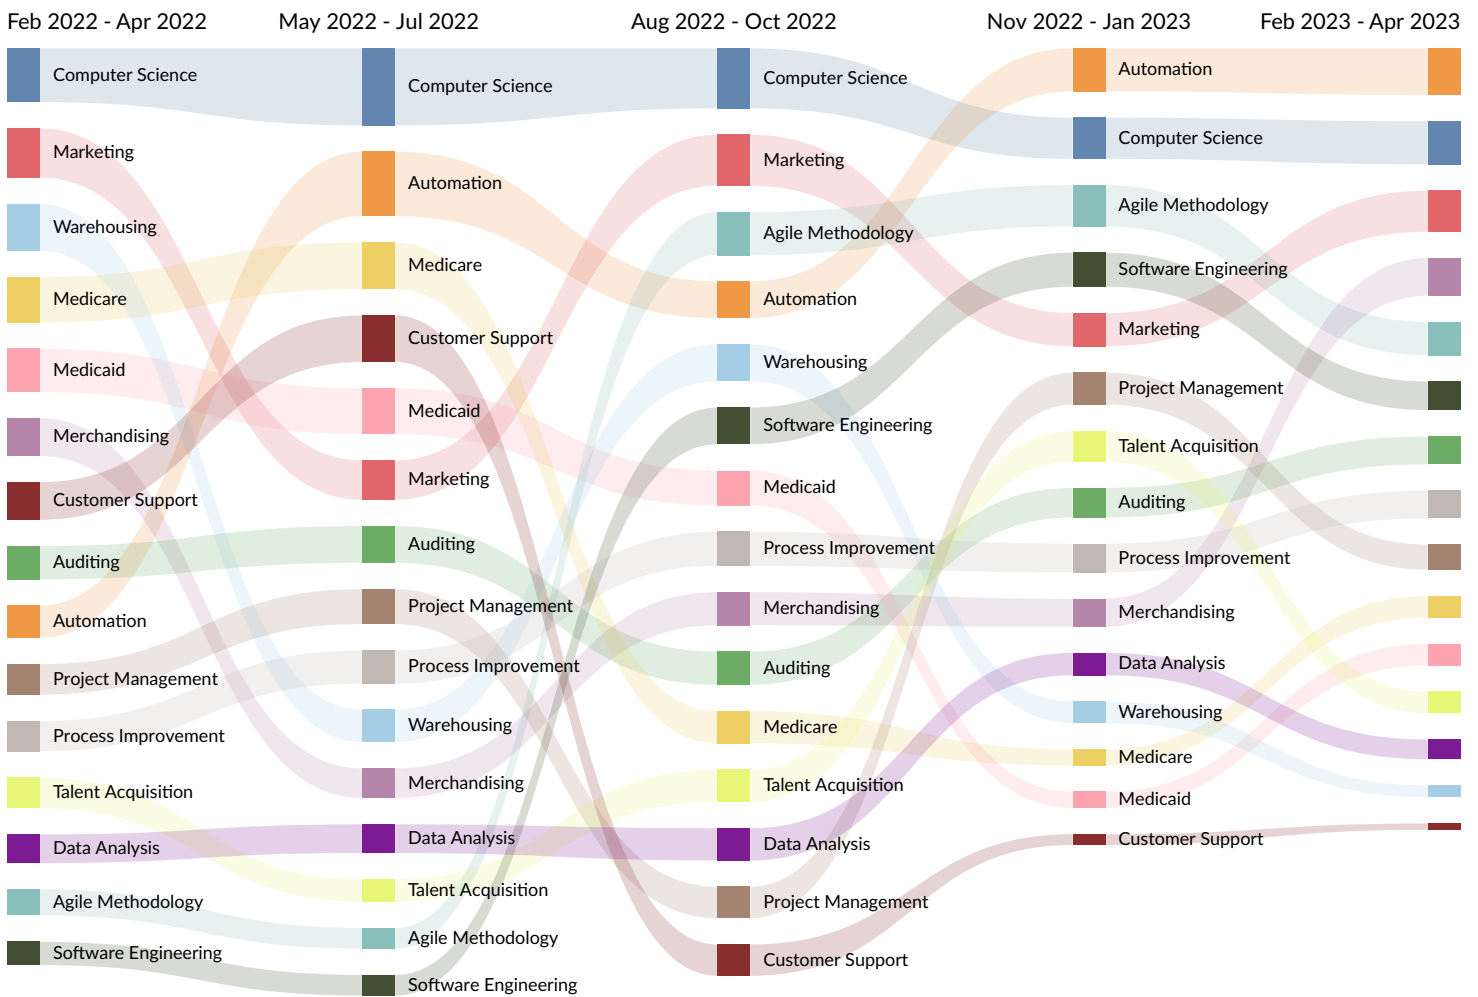 Feb 2022 - Apr 2022
May 2022 - Jul 2022
Aug 2022 - Oct 2022
Nov 2022 - Jan 2023
Feb 2023 - Apr 2023
Computer Science
Marketing
Warehousing
Medicare
Medicaid
Merchandising
Customer Support
Auditing
Automation
Project Management
Process Improvement
Talent Acquisition
Data Analysis
Agile Methodology
Software Engineering
Computer Science
Automation
Medicare
Customer Support
Medicaid
Marketing
Auditing
Project Management
Process Improvement
Warehousing
Merchandising
Data Analysis
Talent Acquisition
Agile Methodology
Software Engineering
Computer Science
Marketing
Agile Methodology
Automation
Warehousing
Software Engineering
Medicaid
Process Improvement
Merchandising
Auditing
Medicare
Talent Acquisition
Data Analysis
Project Management
Customer Support
Automation
Computer Science
Agile Methodology
Software Engineering
Marketing
Project Management
Talent Acquisition
Auditing
Process Improvement
Merchandising
Data Analysis
Warehousing
Medicare
Medicaid
Customer Support